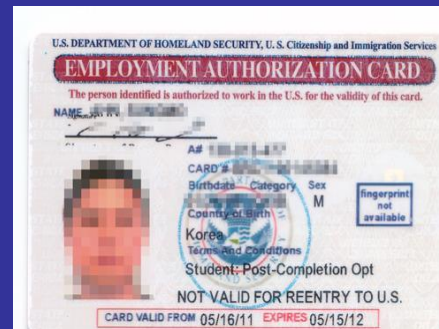 U.S. DEPARTMENT OF HOMELAND SECURITY, U. S. Citizenship and Immigration Services
EMPLOYMENT AUTHORIZATION CARD
The person identified is authorized to work in the U.S. for the validity of this card.
NAME
A#
CARD #
Birthdate Category Sex
M
Country of Birth
Korea
Terms and Conditions
Student: Post-Completion Opt
fingerprint
not
available
NOT VALID FOR REENTRY TO U.S.
CARD VALID FROM 05/16/11 EXPIRES 05/15/12